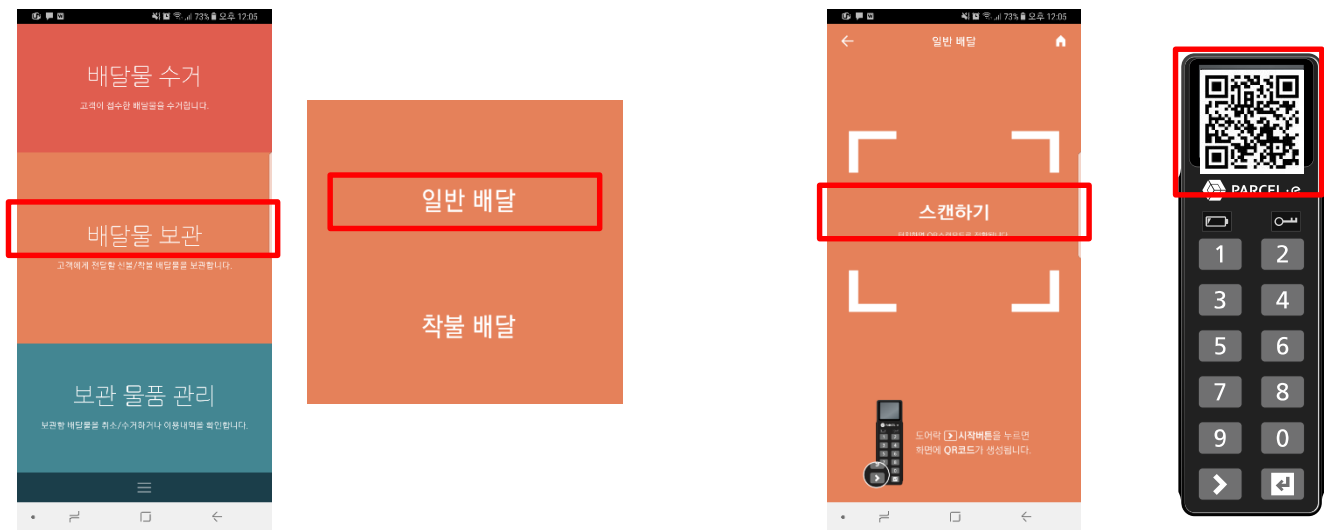 73% 오후 12:05
배달물 수거
고객이 접수한 배달물을 수거합니다.
배달물 보관
고객에게 전달할 선불/착불 배달물을 보관합니다.
보관 물품 관리
보관함 배달물을 취소/수거하거나 이용내역을 확인합니다.
일반 배달
착불 배달
73% 오후 12:05
일반 배달
스캔하기
도어락 시작버튼을 누르면
화면에 QR코드가 생성됩니다.
PARCEL
1 2
3 4
5 6
7 8
9 0